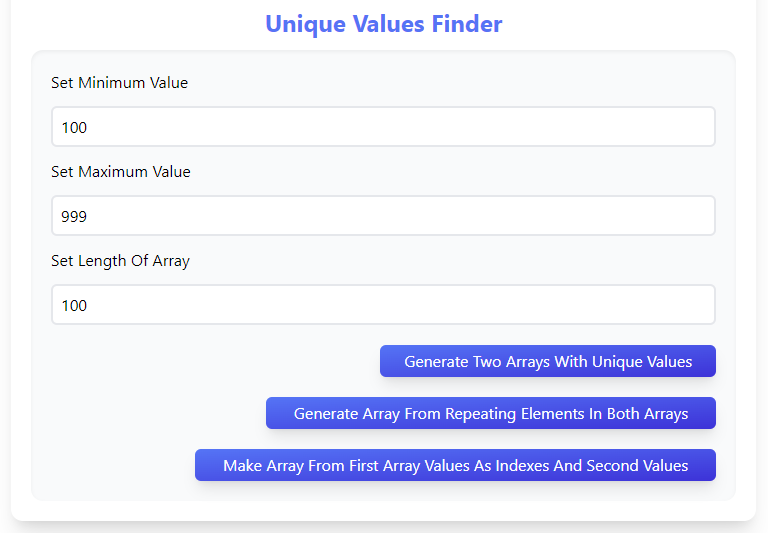 Unique Values Finder
Set Minimum Value
100
Set Maximum Value
999
Set Length Of Array
100
Generate Two Arrays With Unique Values
Generate Array From Repeating Elements In Both Arrays
Make Array From First Array Values As Indexes And Second Values